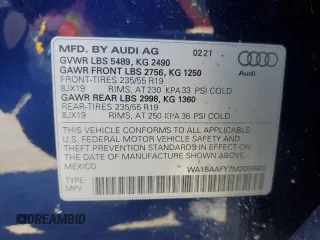 MFD. BY AUDI AG 02.21
GVWR LBS 5489, KG 2490
GAWR FRONT LBS 2756, KG 1250
FRONT-TIRES 235/55 R19
8JX19 RIMS, AT 230 KPA 33 PSI COLD
GAWR REAR LBS 2998, KG 1360
REAR-TIRES 235/55 R19
8JX19 RIMS, AT 250 KPA 36 PSI COLD
THIS VEHICLE CONFORMS TO ALL APPLICABLE
U.S. FEDERAL MOTOR VEHICLE SAFETY AND
THEFT PREVENTION STANDARDS IN EFFECT ON
THE DATE OF MANUFACTURE SHOWN ABOVE.
MEXICO
TYPE:
MPV
Audi
DREAMBID